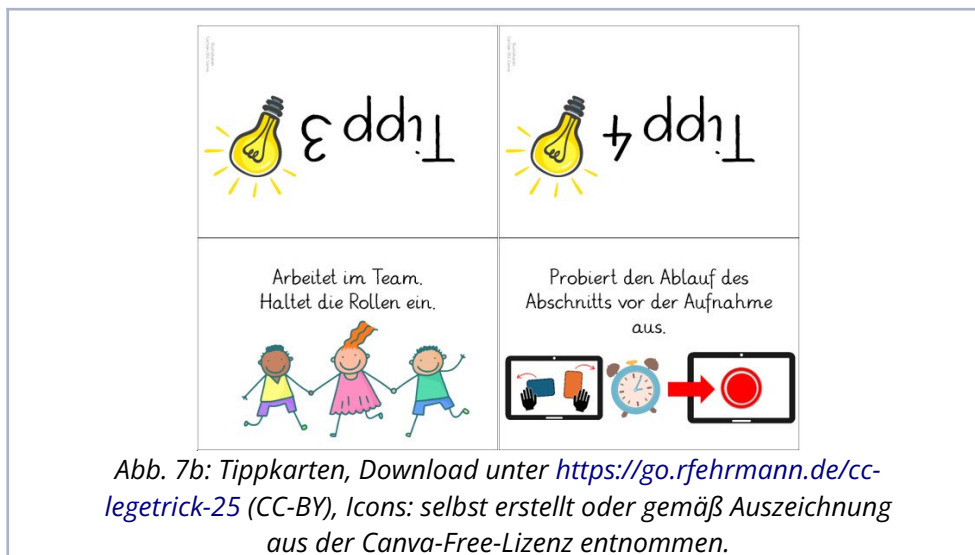 Tipp 3
Tipp 4
Arbeitet im Team.
Haltet die Rollen ein.
Probiert den Ablauf des
Abschnitts vor der Aufnahme
aus.
Abb. 7b: Tippkarten, Download unter https://go.rfehrmann.de/cc-
legetrick-25 (CC-BY), Icons: selbst erstellt oder gemäß Auszeichnung
aus der Canva-Free-Lizenz entnommen.